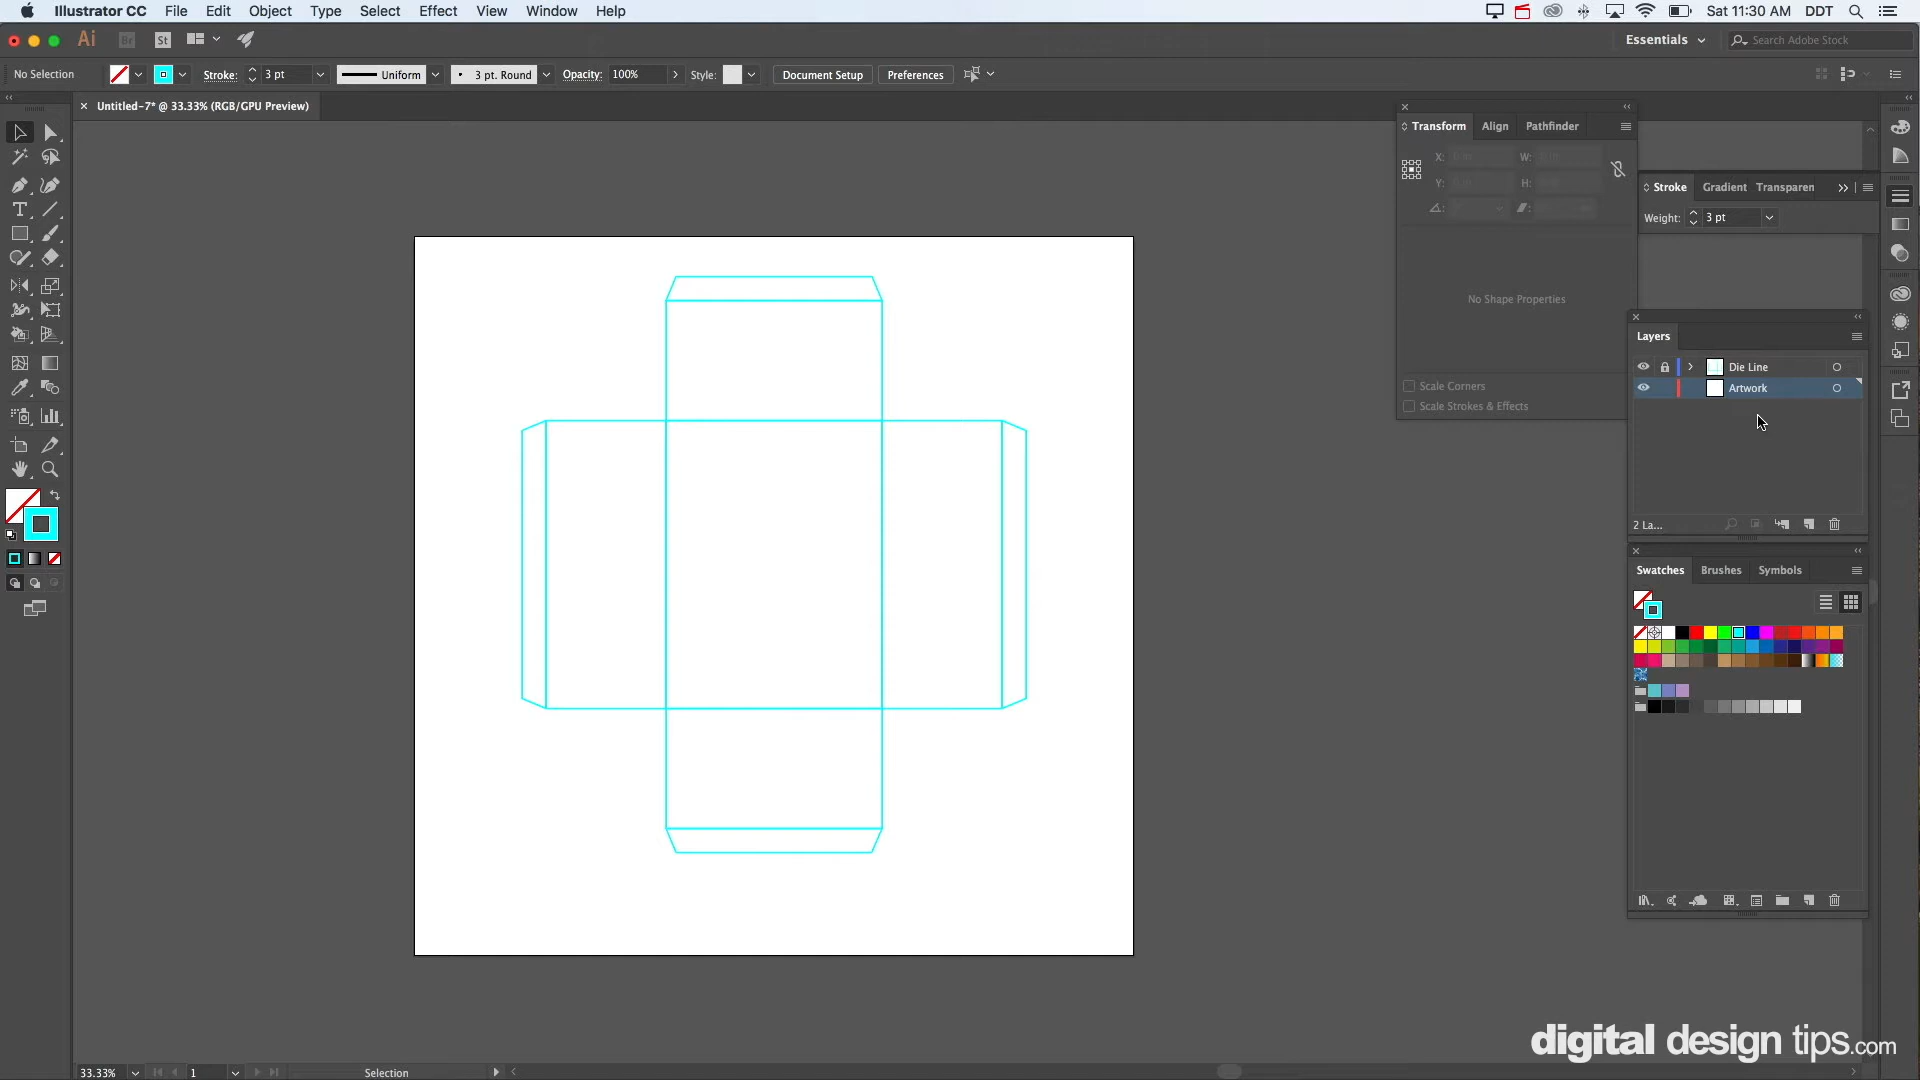 Illustrator CC File Edit Object Type Select Effect View Window Help Sat 11:30 AM DDT
Ai Br St Essentials Search Adobe Stock
No Selection Stroke: 3 pt Uniform 3 pt. Round Opacity: 100% Style: Document Setup Preferences
Untitled-7* @ 33.33% (RGB/GPU Preview)
Transform Align Pathfinder
X: W:
Y: H:
No Shape Properties
Scale Corners
Scale Strokes & Effects
Stroke Gradient Transparen
Weight: 3 pt
Layers
Die Line
Artwork
2 La...
Swatches Brushes Symbols
digital design tips.com
33.33% 1 Selection